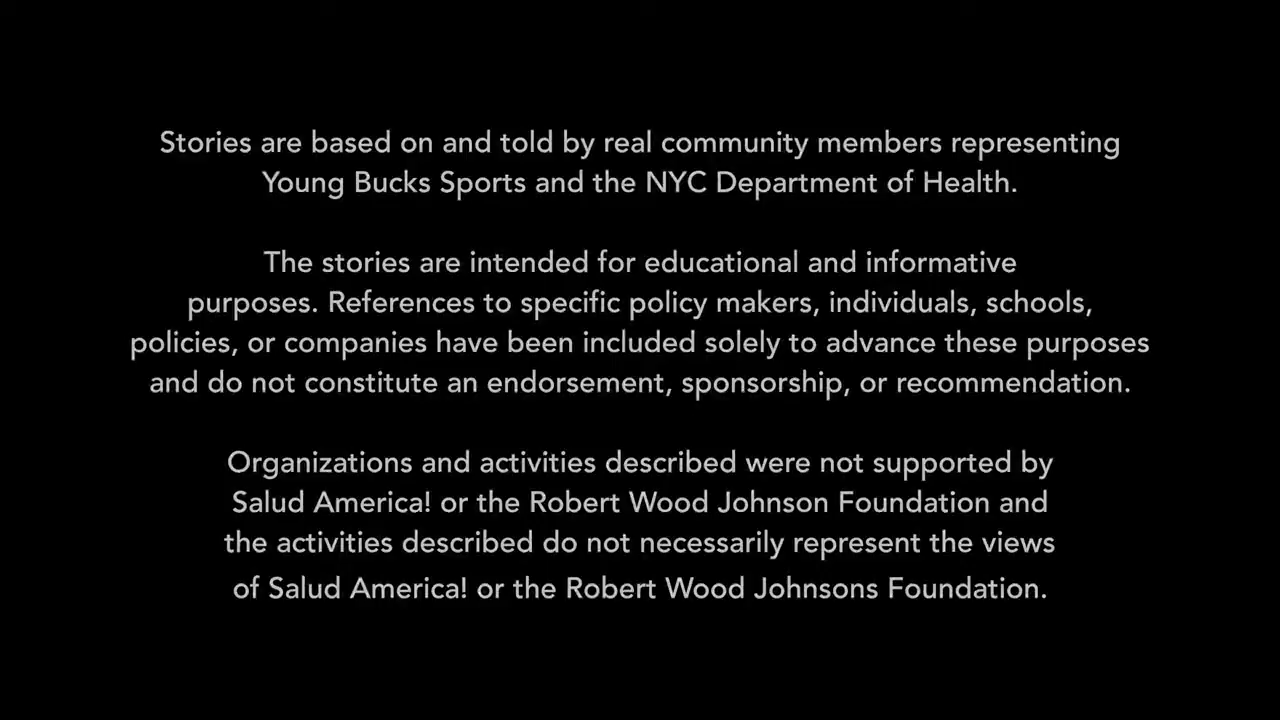 Stories are based on and told by real community members representing
Young Bucks Sports and the NYC Department of Health.
The stories are intended for educational and informative
purposes. References to specific policy makers, individuals, schools,
policies, or companies have been included solely to advance these purposes
and do not constitute an endorsement, sponsorship, or recommendation.
Organizations and activities described were not supported by
Salud America! or the Robert Wood Johnson Foundation and
the activities described do not necessarily represent the views
of Salud America! or the Robert Wood Johnsons Foundation.